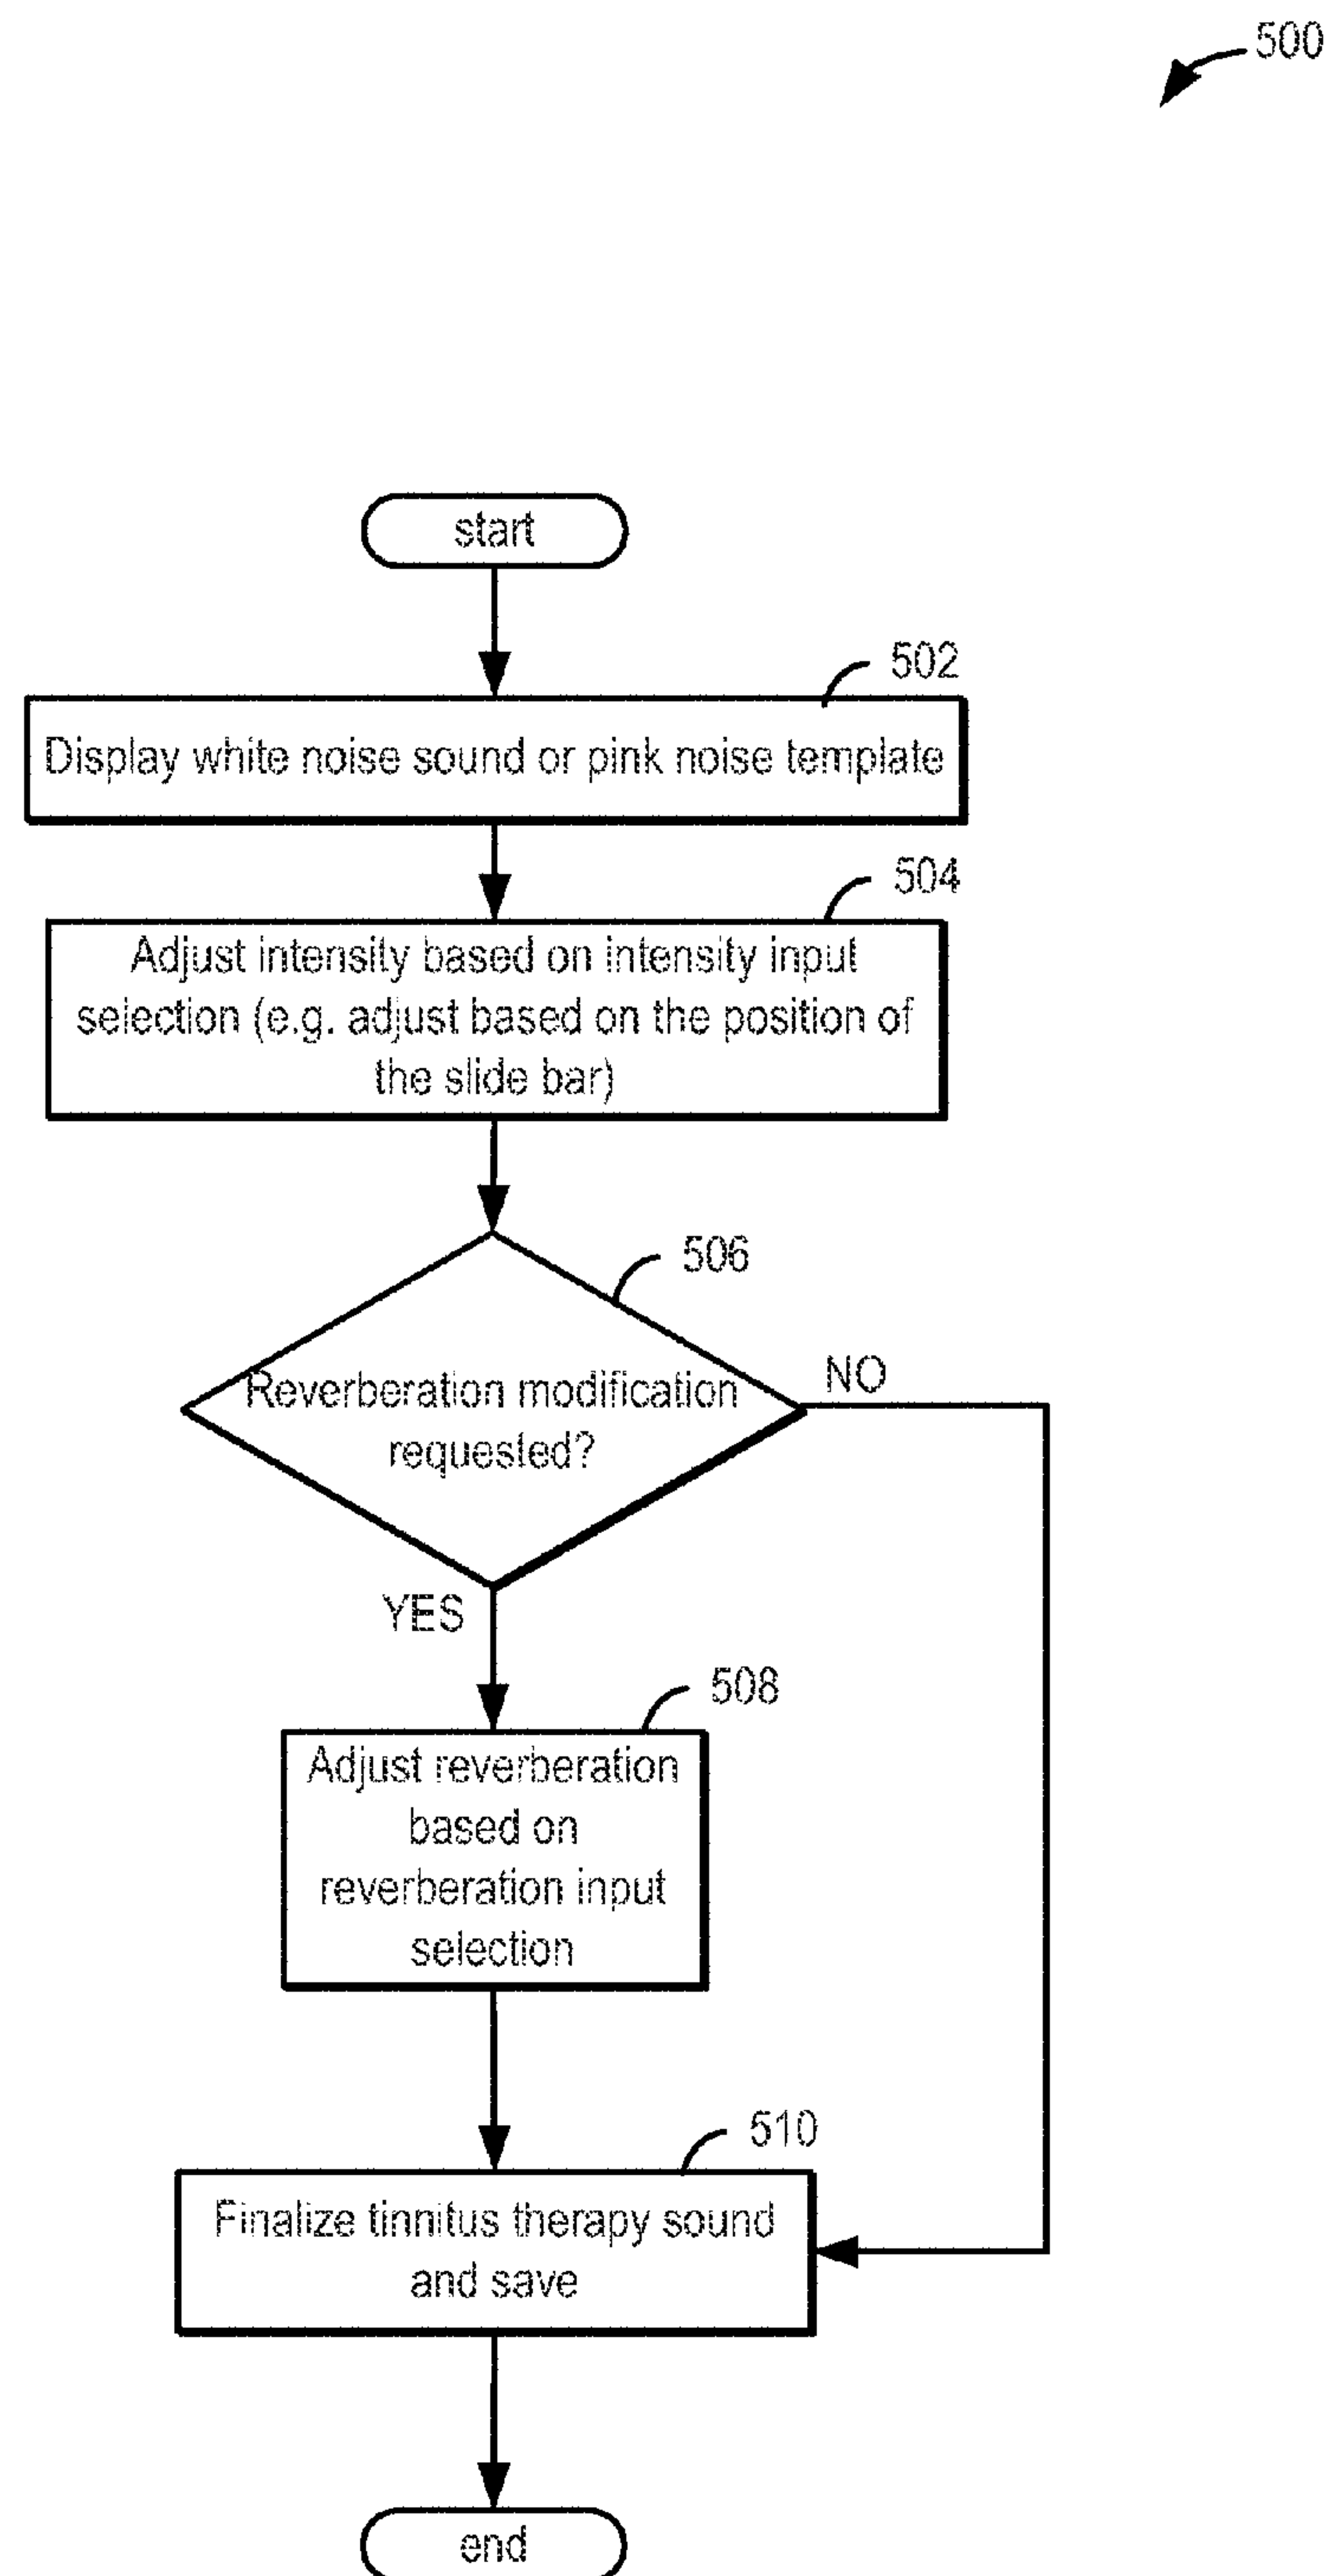 500
start
502
Display white noise sound or pink noise template
504
Adjust intensity based on intensity input
selection (e.g. adjust based on the position of
the slide bar)
506
Reverberation modification
requested?
NO
YES
508
Adjust reverberation
based on
reverberation input
selection
510
Finalize tinnitus therapy sound
and save
end